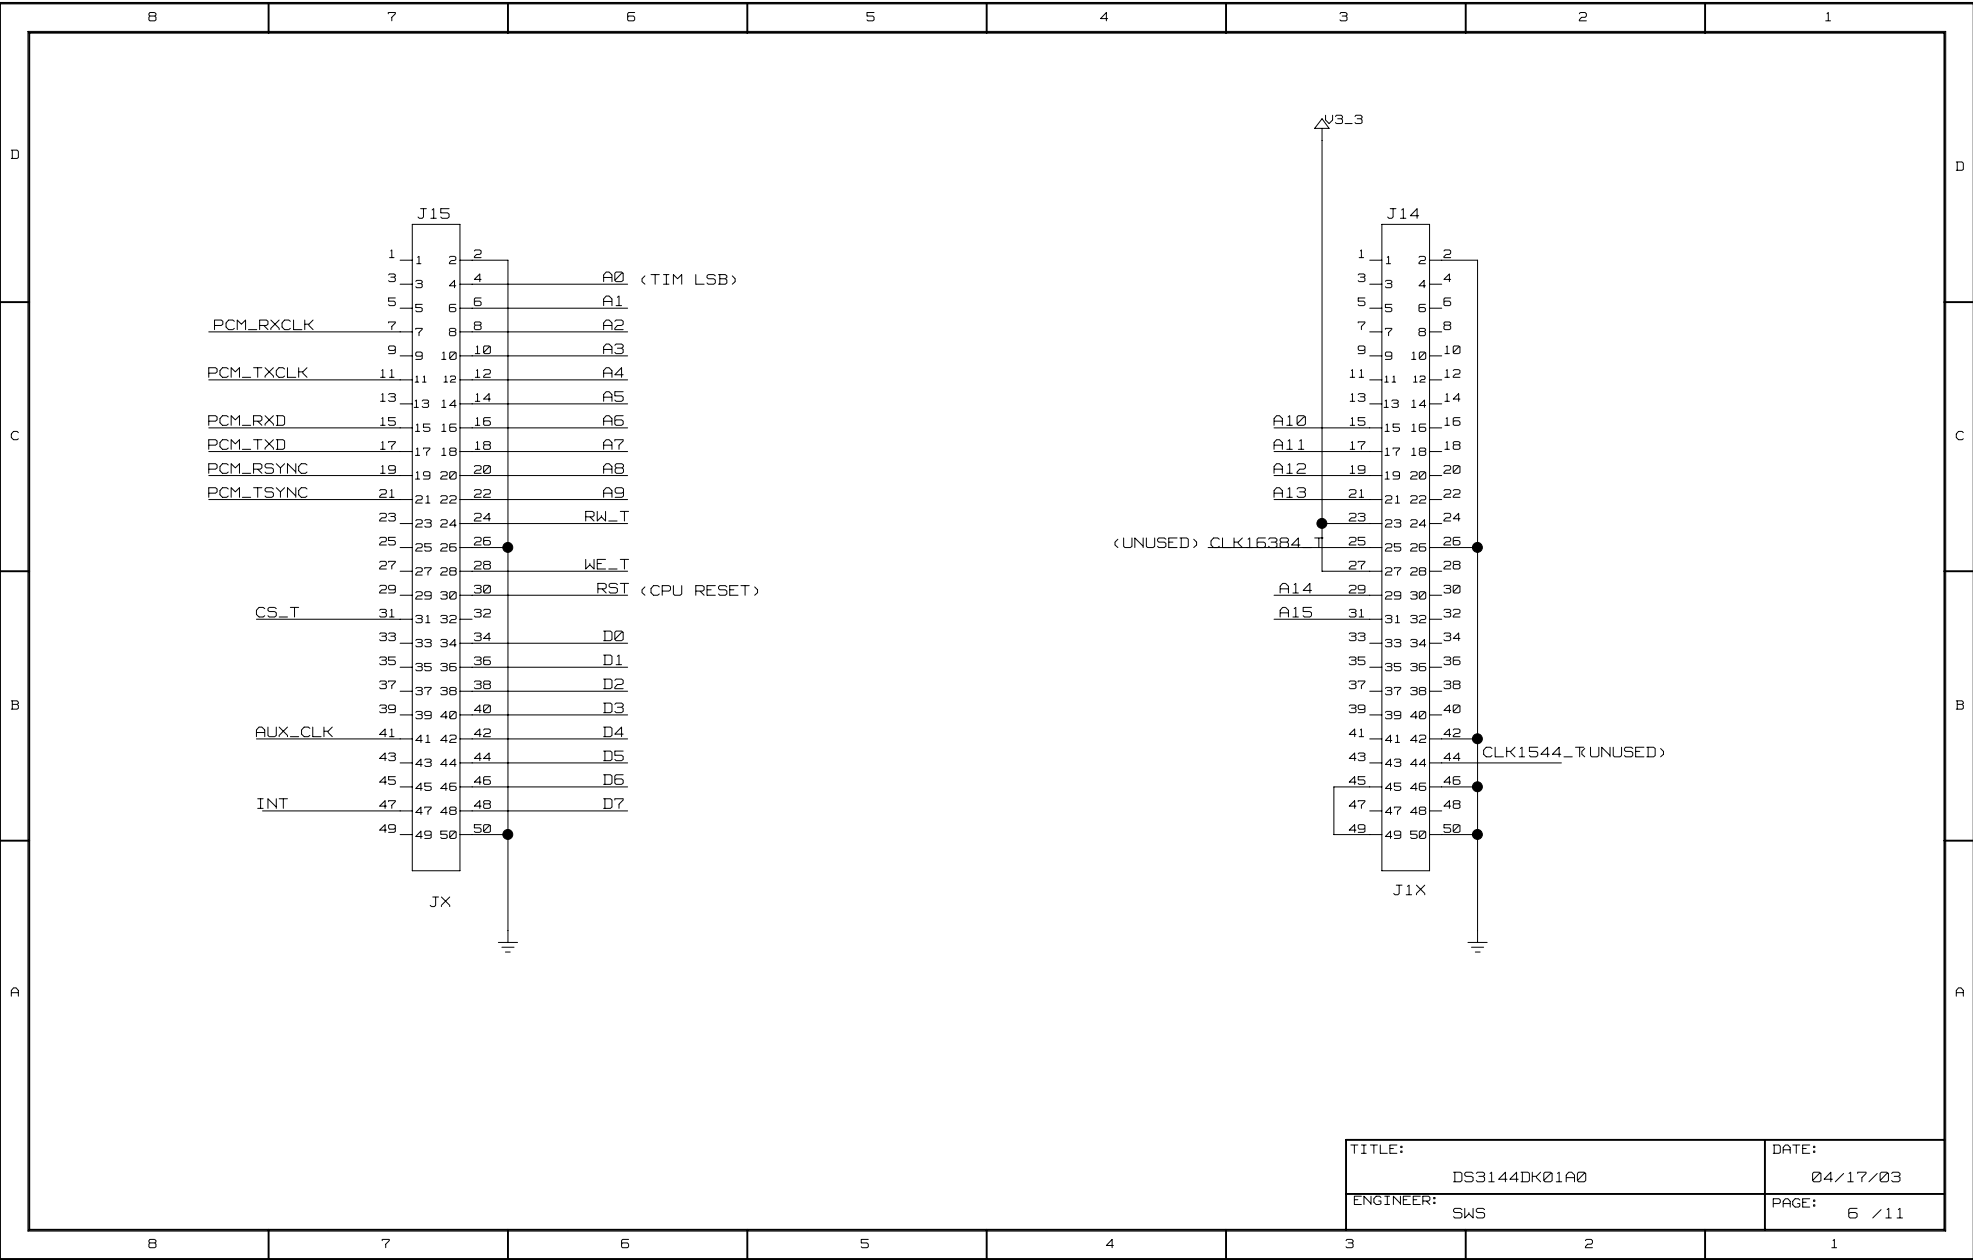 8 7 6 5 4 3 2 1
V3_3
D D
J15 J14
1 1 2 2 1 1 2 2
3 3 4 4 A0 (TIM LSB) 3 3 4 4
5 5 6 6 A1 5 5 6 6
PCM_RXCLK 7 7 8 8 A2 7 7 8 8
9 9 10 10 A3 9 9 10 10
PCM_TXCLK 11 11 12 12 A4 11 11 12 12
13 13 14 14 A5 13 13 14 14
PCM_RXD 15 15 16 16 A6 A10 15 15 16 16
C C
PCM_TXD 17 17 18 18 A7 A11 17 17 18 18
PCM_RSYNC 19 19 20 20 A8 A12 19 19 20 20
PCM_TSYNC 21 21 22 22 A9 A13 21 21 22 22
23 23 24 24 RW_T 23 23 24 24
25 25 26 26 (UNUSED) CLK16384_T 25 25 26 26
27 27 28 28 WE_T 27 27 28 28
29 29 30 30 RST (CPU RESET) A14 29 29 30 30
CS_T 31 31 32 32 A15 31 31 32 32
33 33 34 34 D0 33 33 34 34
35 35 36 36 D1 35 35 36 36
37 37 38 38 D2 37 37 38 38
B B
39 39 40 40 D3 39 39 40 40
AUX_CLK 41 41 42 42 D4 41 41 42 42
43 43 44 44 D5 43 43 44 44 CLK1544_T(UNUSED)
45 45 46 46 D6 45 45 46 46
INT 47 47 48 48 D7 47 47 48 48
49 49 50 50 49 49 50 50
JX J1X
A A
TITLE: DATE:
DS3144DK01A0 04/17/03
ENGINEER: PAGE:
SWS 6 /11
8 7 6 5 4 3 2 1